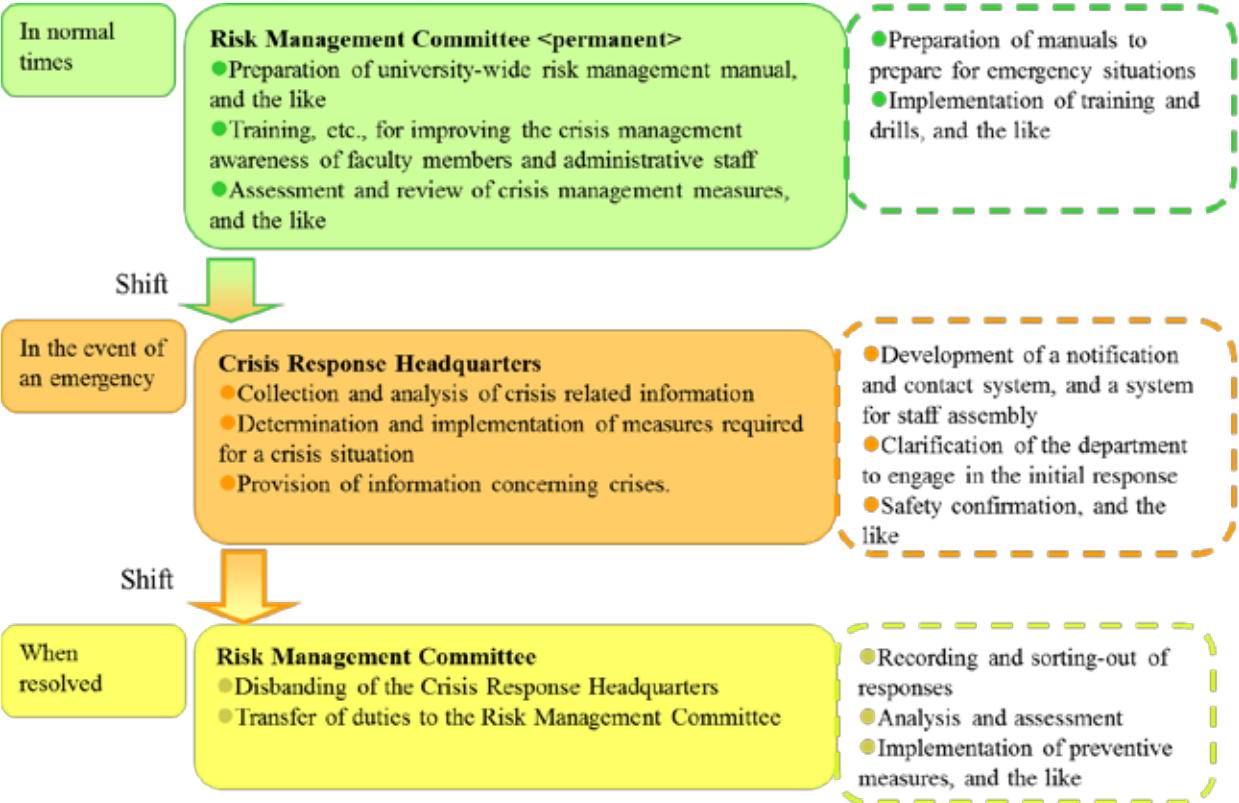 In normal
times
Risk Management Committee <permanent>
●Preparation of university-wide risk management manual,
and the like
●Training, etc., for improving the crisis management
awareness of faculty members and administrative staff
●Assessment and review of crisis management measures,
and the like
●Preparation of manuals to
prepare for emergency situations
●Implementation of training and
drills, and the like
Shift
In the event of
an emergency
Crisis Response Headquarters
●Collection and analysis of crisis related information
●Determination and implementation of measures required
for a crisis situation
●Provision of information concerning crises.
●Development of a notification
and contact system, and a system
for staff assembly
●Clarification of the department
to engage in the initial response
●Safety confirmation, and the
like
Shift
When
resolved
Risk Management Committee
●Disbanding of the Crisis Response Headquarters
●Transfer of duties to the Risk Management Committee
●Recording and sorting-out of
responses
●Analysis and assessment
●Implementation of preventive
measures, and the like